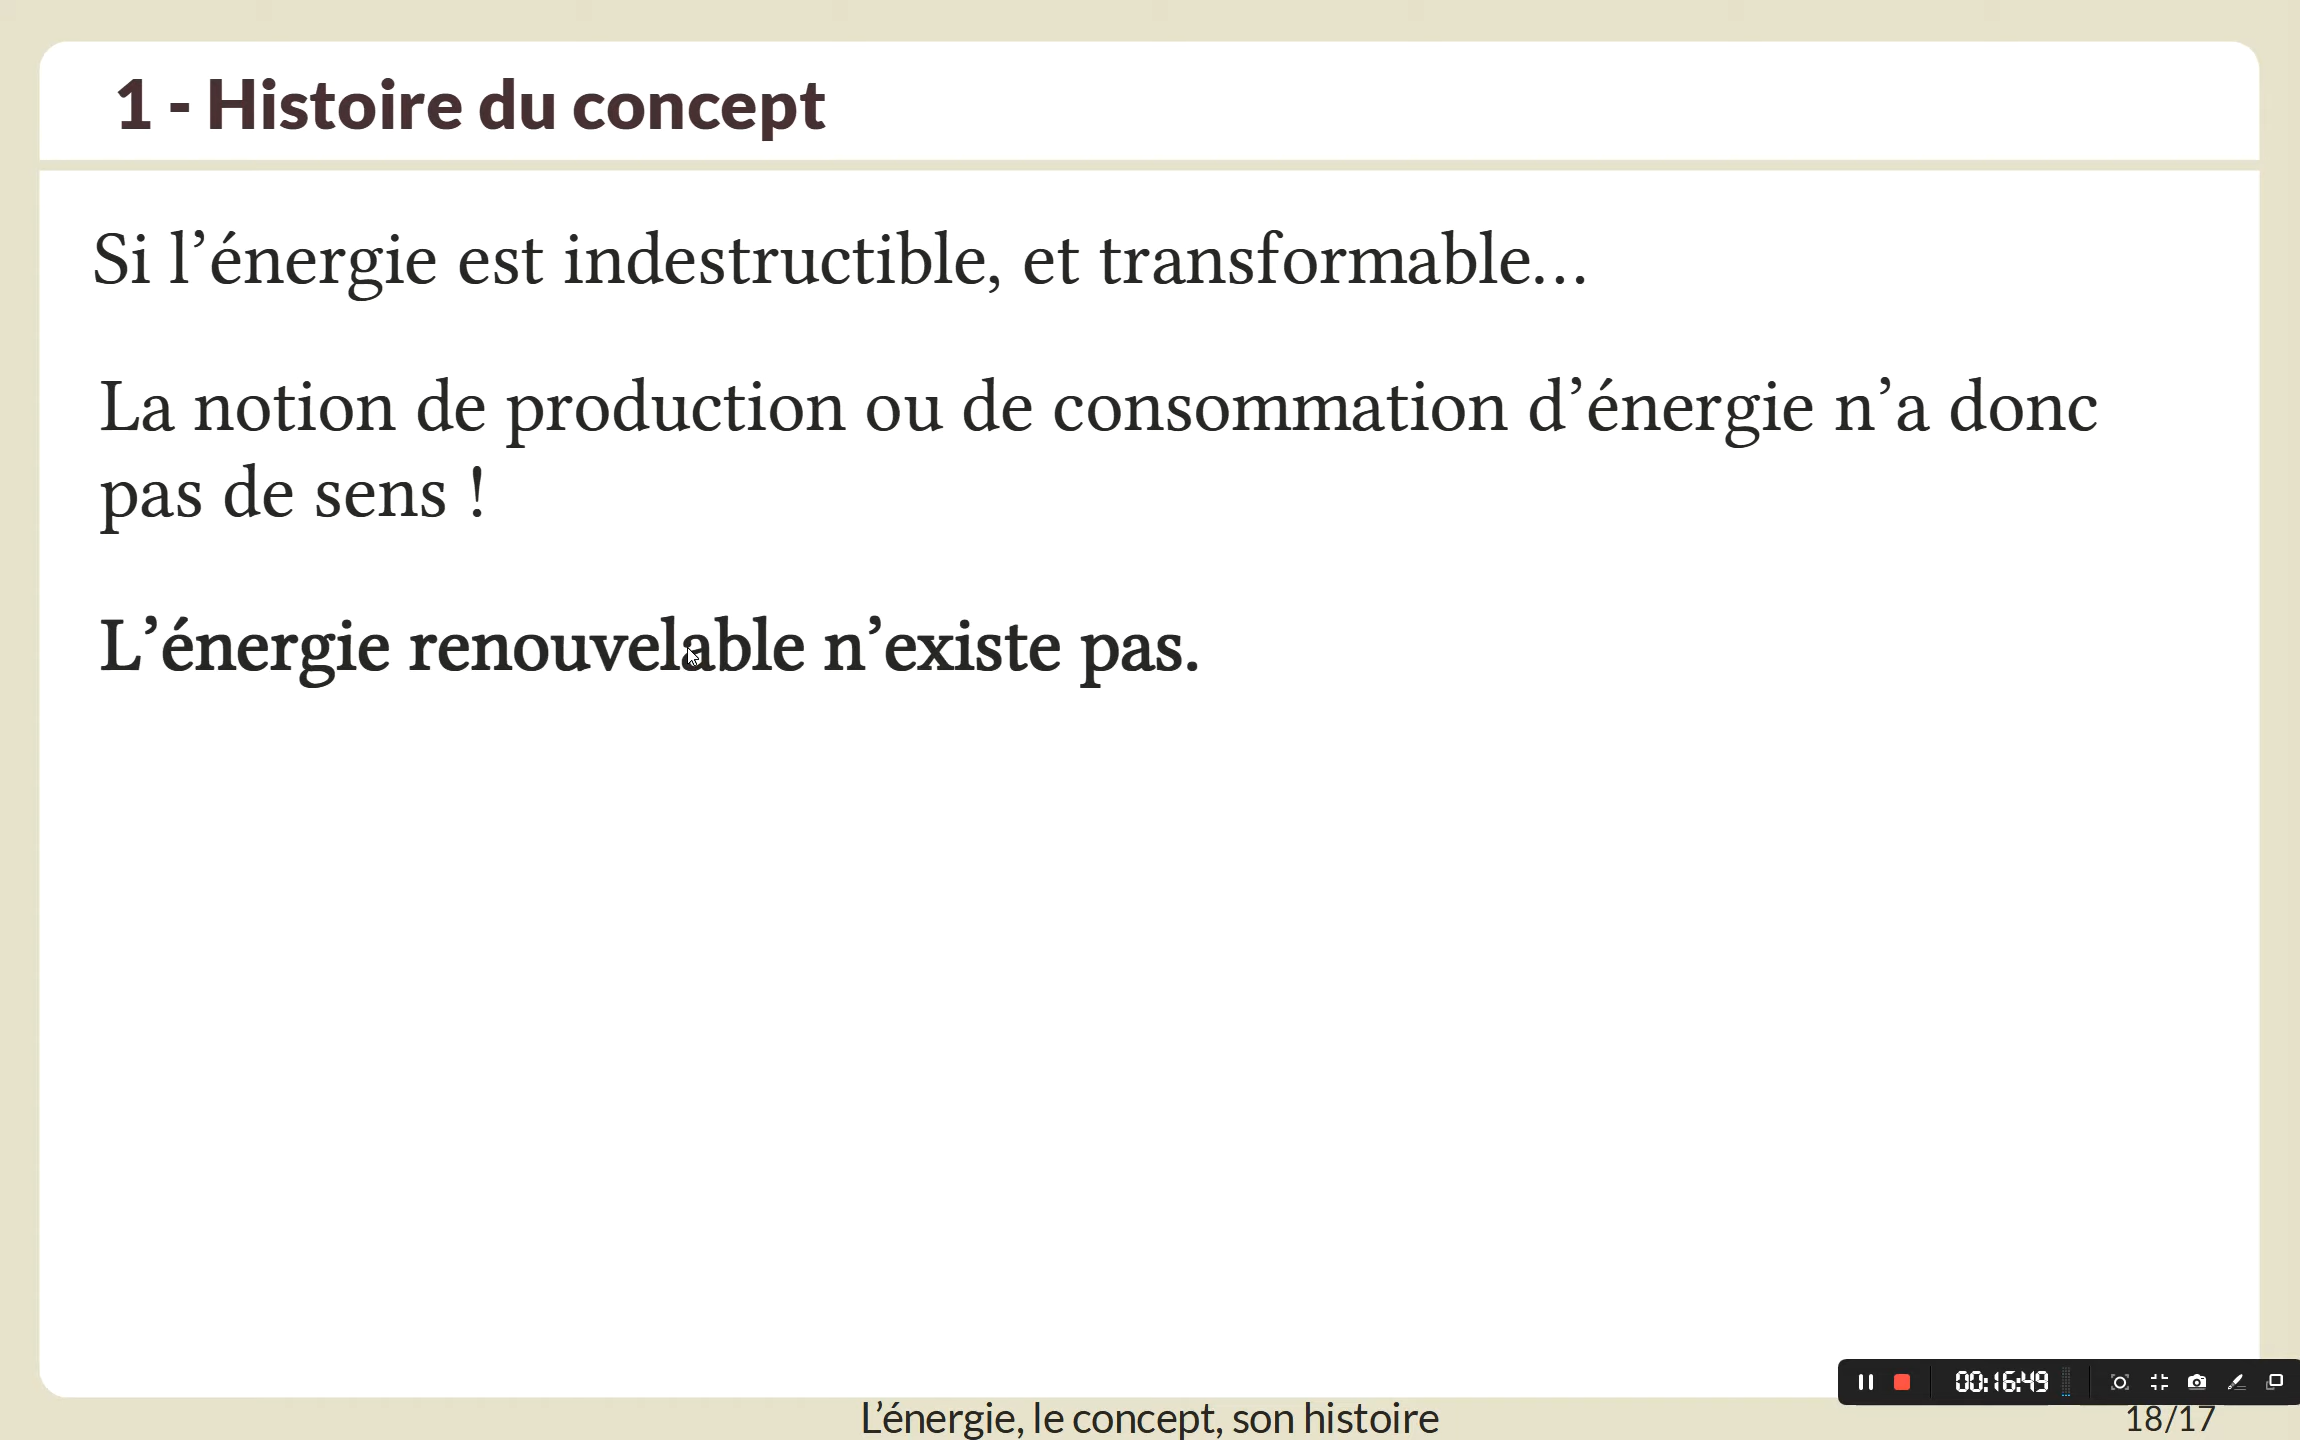 1 - Histoire du concept
Si l’énergie est indestructible, et transformable…
La notion de production ou de consommation d’énergie n’a donc
pas de sens !
L’énergie renouvelable n’existe pas.
00:16:49
L’énergie, le concept, son histoire
18/17